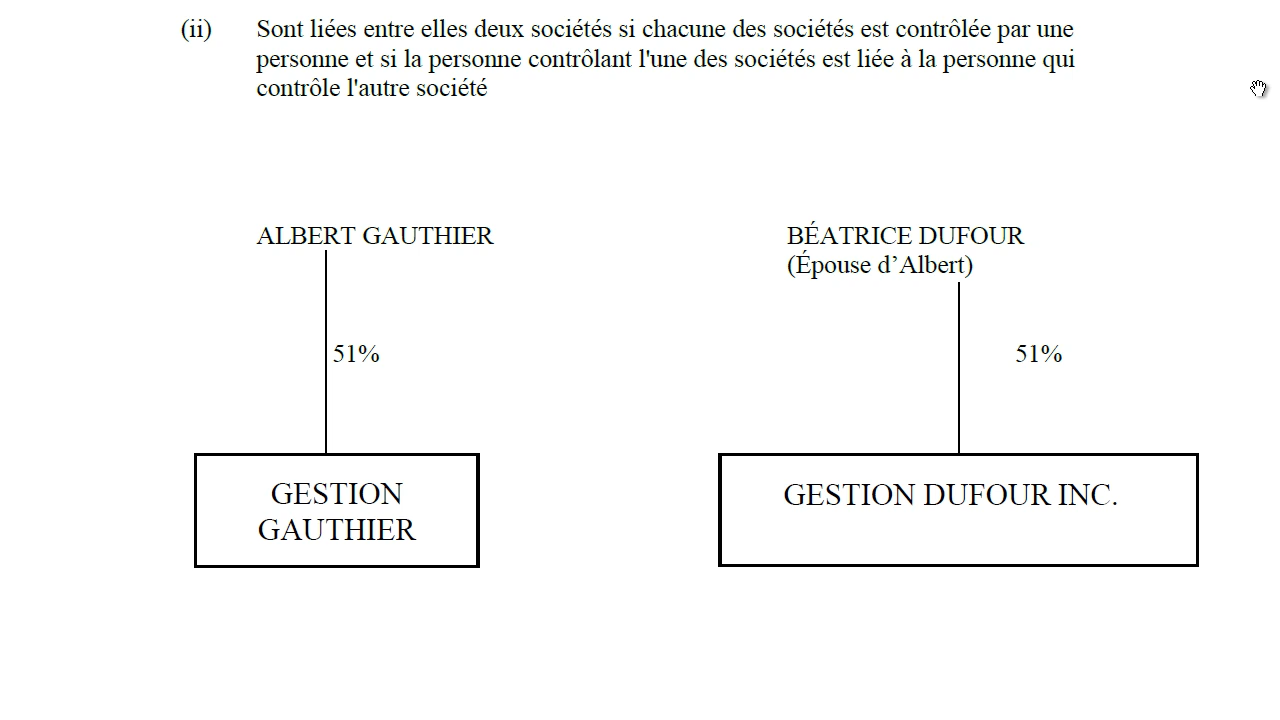 (ii) Sont liées entre elles deux sociétés si chacune des sociétés est contrôlée par une
personne et si la personne contrôlant l'une des sociétés est liée à la personne qui
contrôle l'autre société
ALBERT GAUTHIER
BÉATRICE DUFOUR
(Épouse d’Albert)
51%
51%
GESTION
GAUTHIER
GESTION DUFOUR INC.